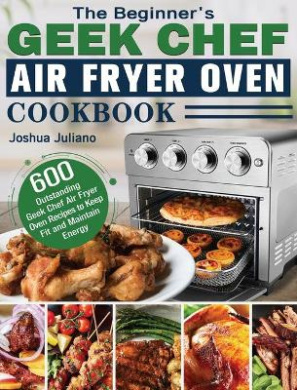 The Beginner's
GEEK CHEF
AIR FRYER OVEN
COOKBOOK
Joshua Juliano
600
Outstanding
Geek Chef Air Fryer
Oven Recipes to Keep
Fit and Maintain
Energy